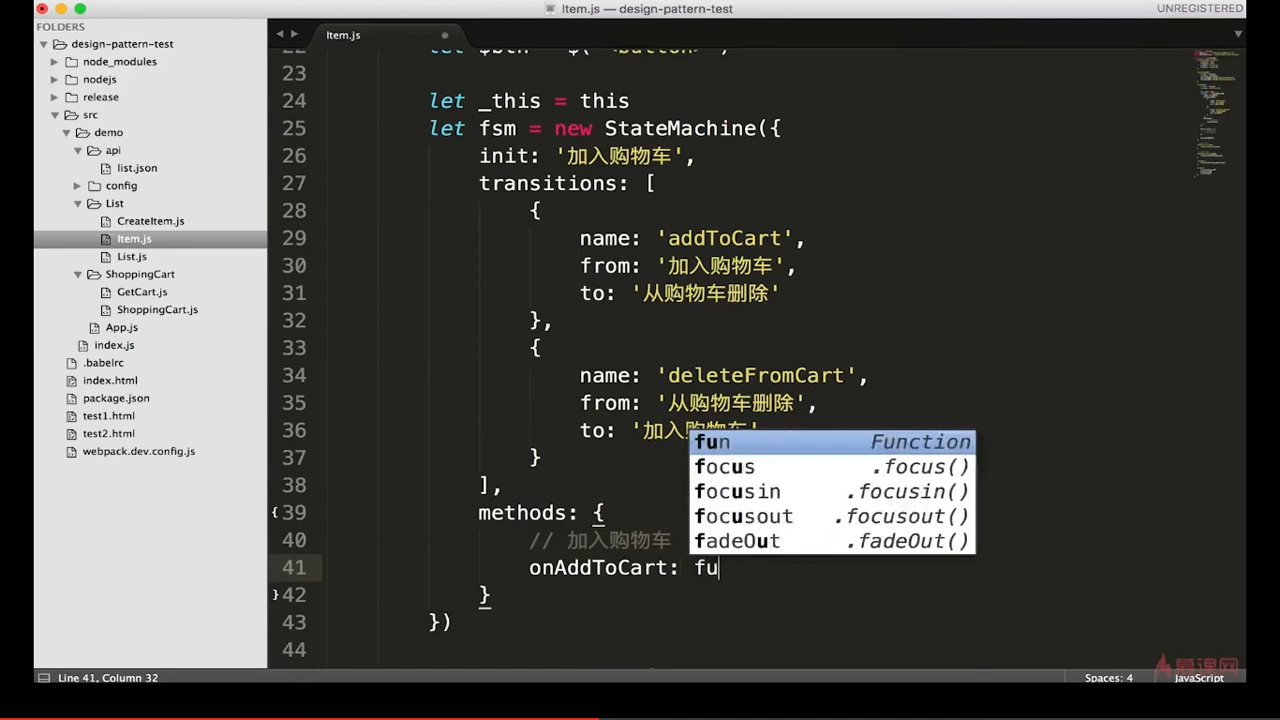 Item.js — design-pattern-test
UNREGISTERED
FOLDERS
design-pattern-test
node_modules
nodejs
release
src
demo
api
list.json
config
List
CreateItem.js
Item.js
List.js
ShoppingCart
GetCart.js
ShoppingCart.js
App.js
index.js
.babelrc
index.html
package.json
test1.html
test2.html
webpack.dev.config.js
Item.js
23
24 let _this = this
25 let fsm = new StateMachine({
26 init: '加入购物车',
27 transitions: [
28 {
29 name: 'addToCart',
30 from: '加入购物车',
31 to: '从购物车删除'
32 },
33 {
34 name: 'deleteFromCart',
35 from: '从购物车删除',
36 to: '加入购物车'
37 }
38 ],
{ 39 methods: {
40 // 加入购物车
41 onAddToCart: fu
} 42 }
43 })
44
fun Function
focus .focus()
focusin .focusin()
focusout .focusout()
fadeOut .fadeOut()
慕课网
Line 41, Column 32
Spaces: 4
JavaScript